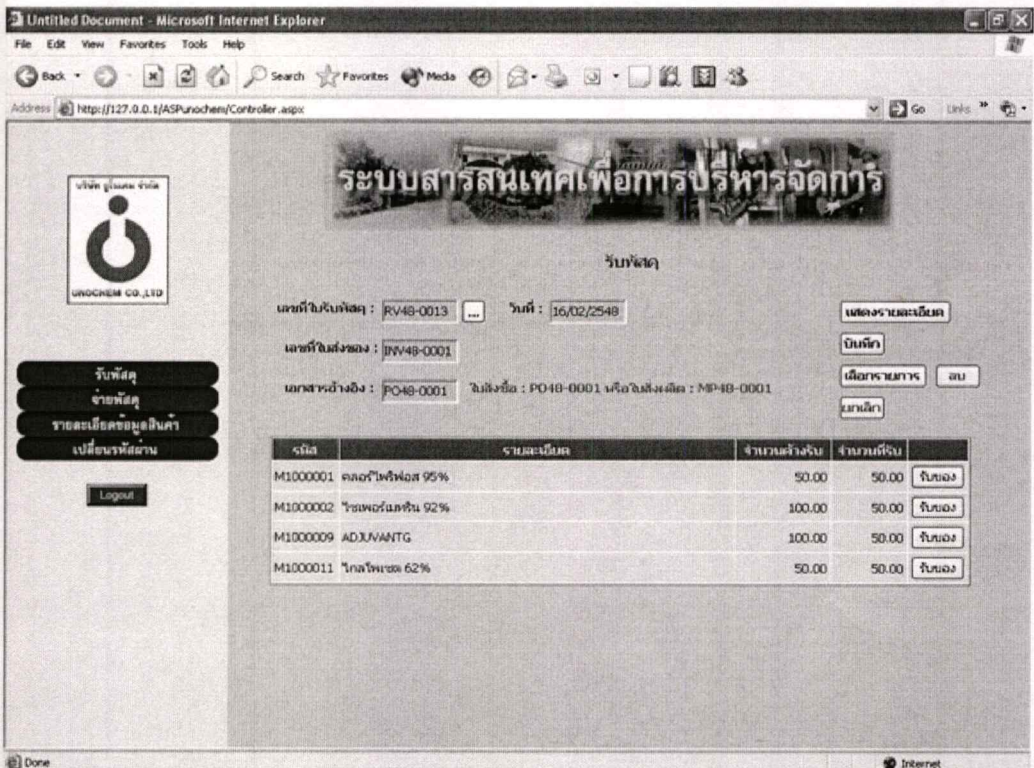 Untitled Document - Microsoft Internet Explorer
File Edit View Favorites Tools Help
Back Search Favorites Media
Address http://127.0.0.1/ASPunochem/Controller.aspx Go Links »
บริษัท ยูโนเคม จำกัด
UNOCHEM CO.,LTD
ระบบสารสนเทศเพื่อการบริหารจัดการ
รับพัสดุ
เลขที่ใบรับพัสดุ : RV48-0013 ... วันที่ : 16/02/2548 แสดงรายละเอียด
เลขที่ใบส่งของ : INV48-0001 บันทึก
เอกสารอ้างอิง : PO48-0001 ใบสั่งซื้อ : PO48-0001 หรือใบสั่งผลิต : MP48-0001 เลือกรายการ ลบ
ยกเลิก
รับพัสดุ
จ่ายพัสดุ
รายละเอียดข้อมูลสินค้า
เปลี่ยนรหัสผ่าน
Logout
รหัส รายละเอียด จำนวนค้างรับ จำนวนที่รับ
M1000001 คลอร์ไพริฟอส 95% 50.00 50.00 รับของ
M1000002 ไซเพอร์เมทริน 92% 100.00 50.00 รับของ
M1000009 ADJUVANTG 100.00 50.00 รับของ
M1000011 ไกลโฟเซต 62% 50.00 50.00 รับของ
Done Internet